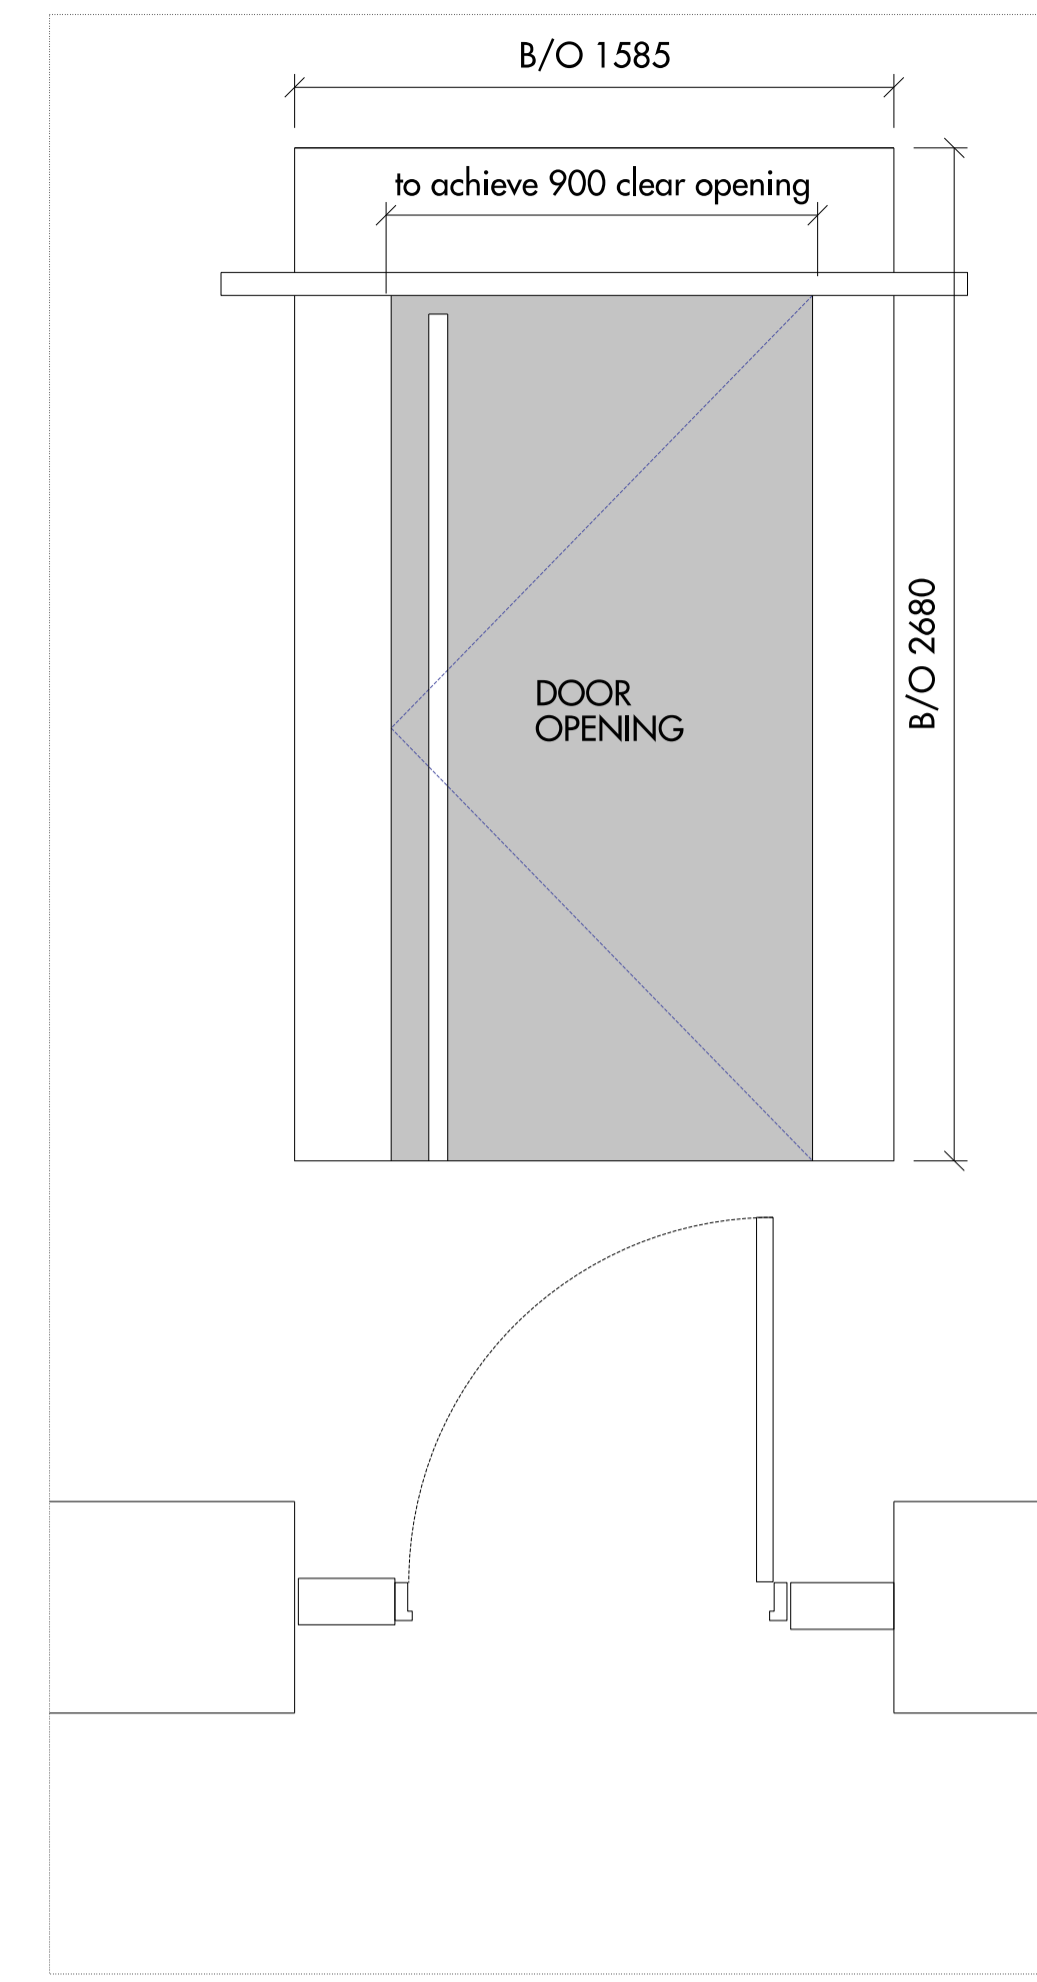 B/O 1585
to achieve 900 clear opening
B/O 2680
DOOR
OPENING